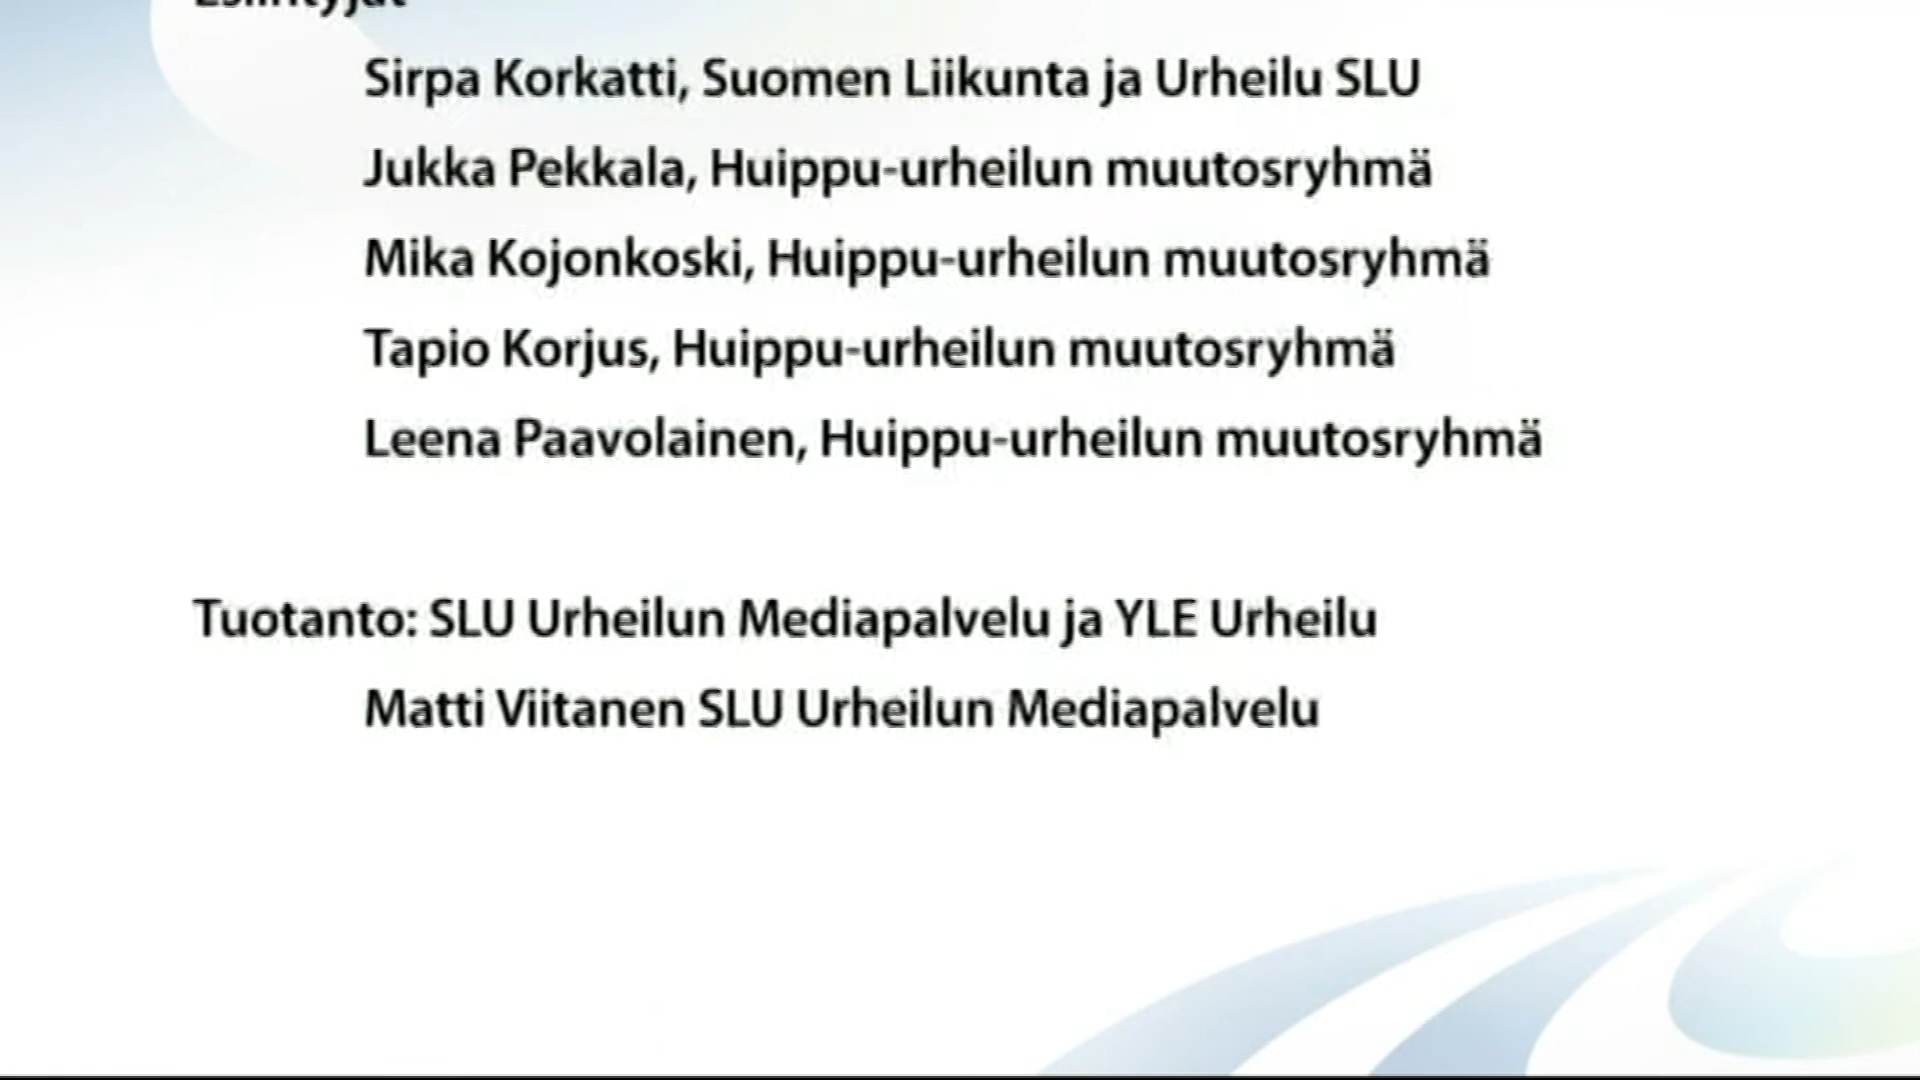 Sirpa Korkatti, Suomen Liikunta ja Urheilu SLU
Jukka Pekkala, Huippu-urheilun muutosryhmä
Mika Kojonkoski, Huippu-urheilun muutosryhmä
Tapio Korjus, Huippu-urheilun muutosryhmä
Leena Paavolainen, Huippu-urheilun muutosryhmä
Tuotanto: SLU Urheilun Mediapalvelu ja YLE Urheilu
Matti Viitanen SLU Urheilun Mediapalvelu